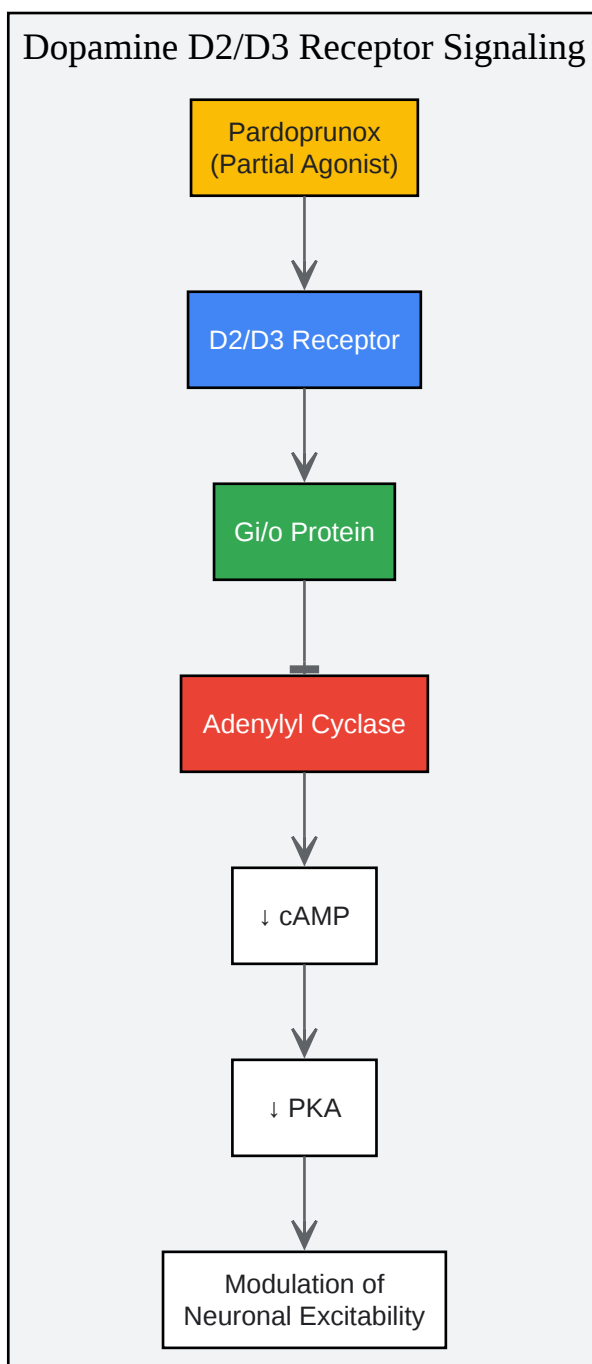 Dopamine D2/D3 Receptor Signaling
Pardoprunox
(Partial Agonist)
D2/D3 Receptor
Gi/o Protein
Adenylyl Cyclase
↓ cAMP
↓ PKA
Modulation of
Neuronal Excitability